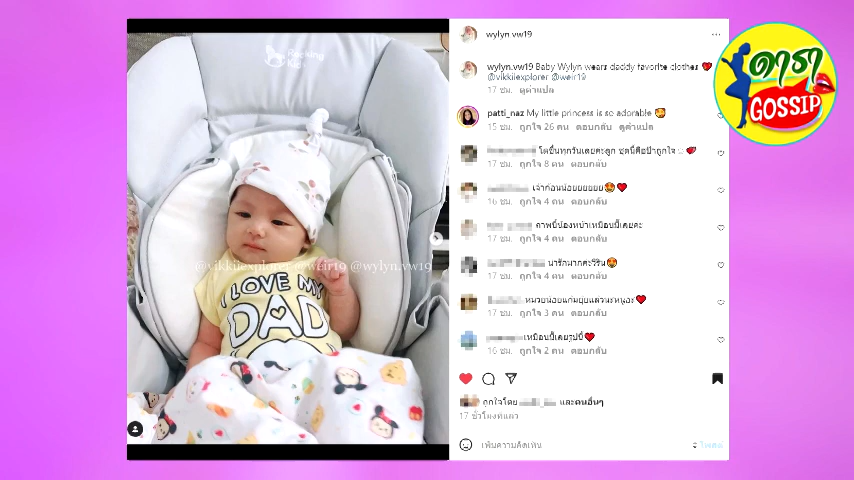 Rocking Kids
@vikkiiexplorer @weir19 @wylyn.vw19
I LOVE MY
DAD
wylyn.vw19
wylyn.vw19 Baby Wylyn wears daddy favorite clothes ❤️
@vikkiiexplorer @weir19
17 ชม. ดูคำแปล
patti_naz My little princess is so adorable 🥰
15 ชม. ถูกใจ 26 คน ตอบกลับ ดูคำแปล
โตขึ้นทุกวันเลยคะลูก ชุดนี้คือป๊าถูกใจ
17 ชม. ถูกใจ 8 คน ตอบกลับ
เจ้าก้อนน่อยยยยยย🥰❤️
16 ชม. ถูกใจ 4 คน ตอบกลับ
ภาพนี้น้องหน้าเหมือนบี้เลยคะ
17 ชม. ถูกใจ 4 คน ตอบกลับ
น่ารักมากคะวิริน🥰
17 ชม. ถูกใจ 4 คน ตอบกลับ
หมวยน้อยแก้มยุ้ยแล้วนะหนูอะ❤️
17 ชม. ถูกใจ 3 คน ตอบกลับ
เหมือนบี้เลยรูปนี้❤️
16 ชม. ถูกใจ 2 คน ตอบกลับ
ถูกใจโดย และคนอื่นๆ
17 ชั่วโมงที่แล้ว
เพิ่มความคิดเห็น
โพสต์
ดารา
GOSSIP